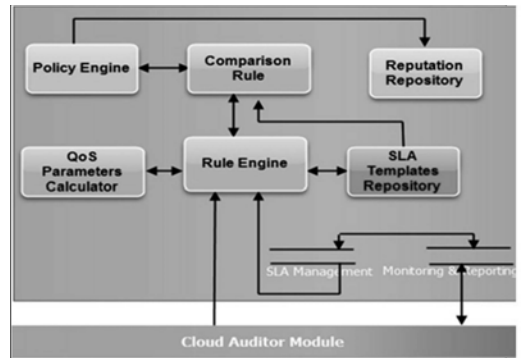 Policy Engine
Comparison
Rule
Reputation
Repository
QoS
Parameters
Calculator
Rule Engine
SLA
Templates
Repository
SLA Management
Monitoring & Reporting
Cloud Auditor Module